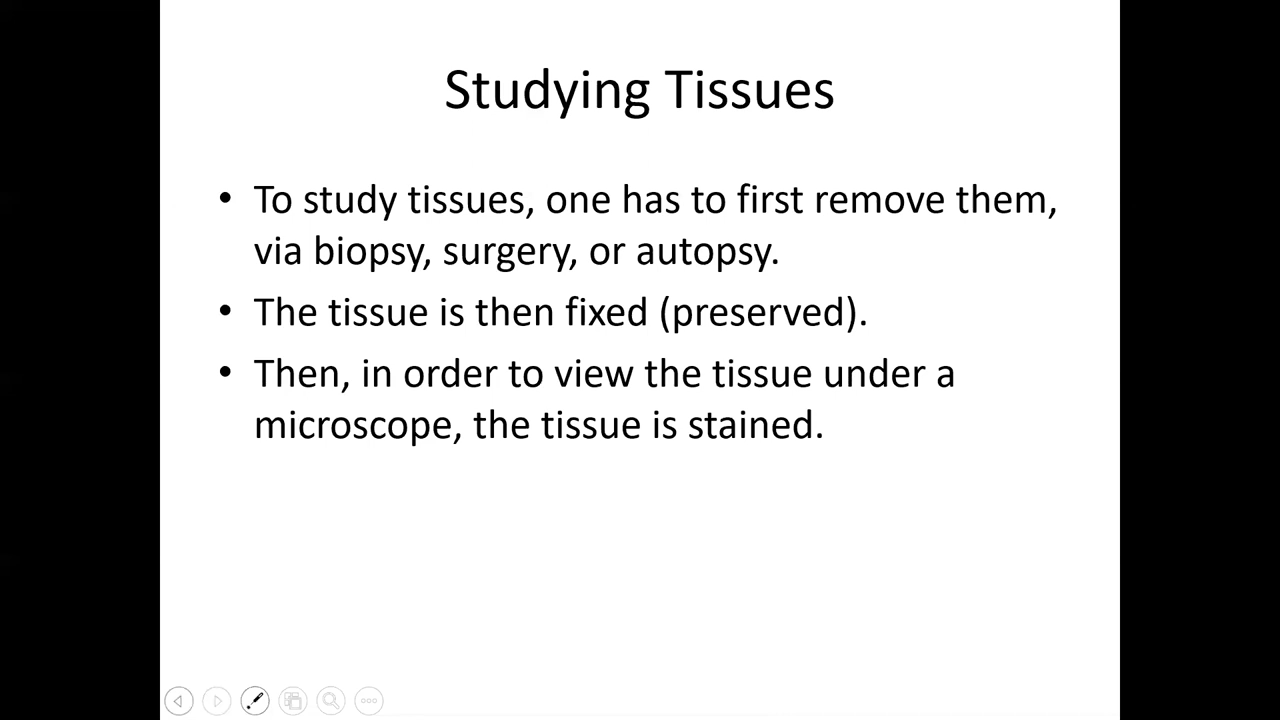 Studying Tissues
• To study tissues, one has to first remove them,
via biopsy, surgery, or autopsy.
• The tissue is then fixed (preserved).
• Then, in order to view the tissue under a
microscope, the tissue is stained.